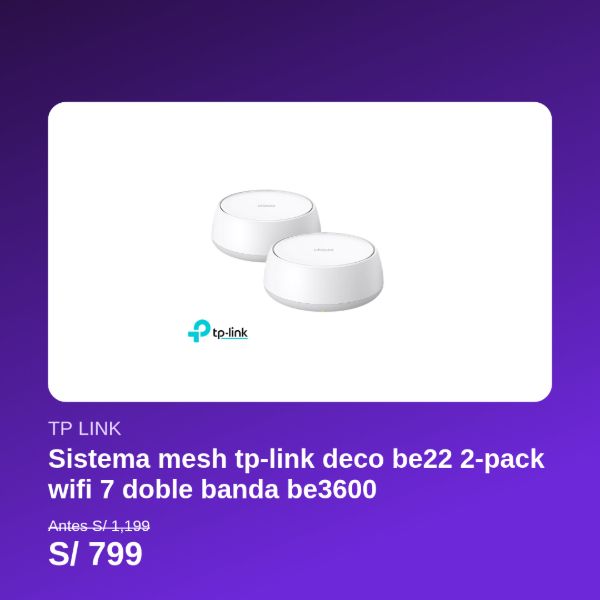 tp-link
TP LINK
Sistema mesh tp-link deco be22 2-pack
wifi 7 doble banda be3600
Antes S/ 1,199
S/ 799